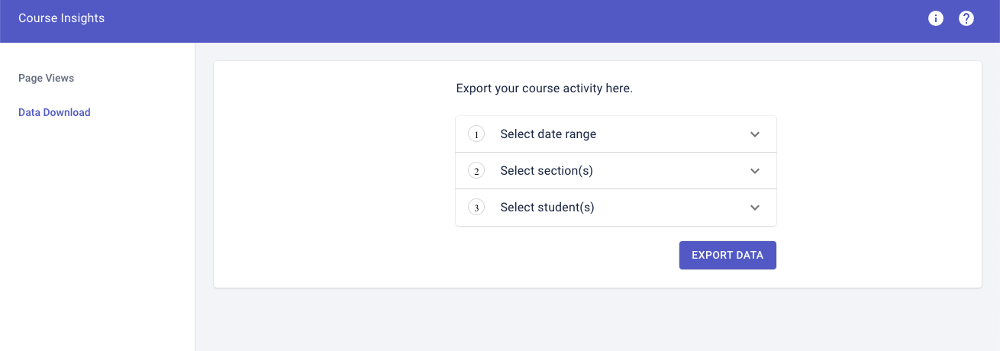 Course Insights
Page Views
Data Download
Export your course activity here.
1 Select date range
2 Select section(s)
3 Select student(s)
EXPORT DATA